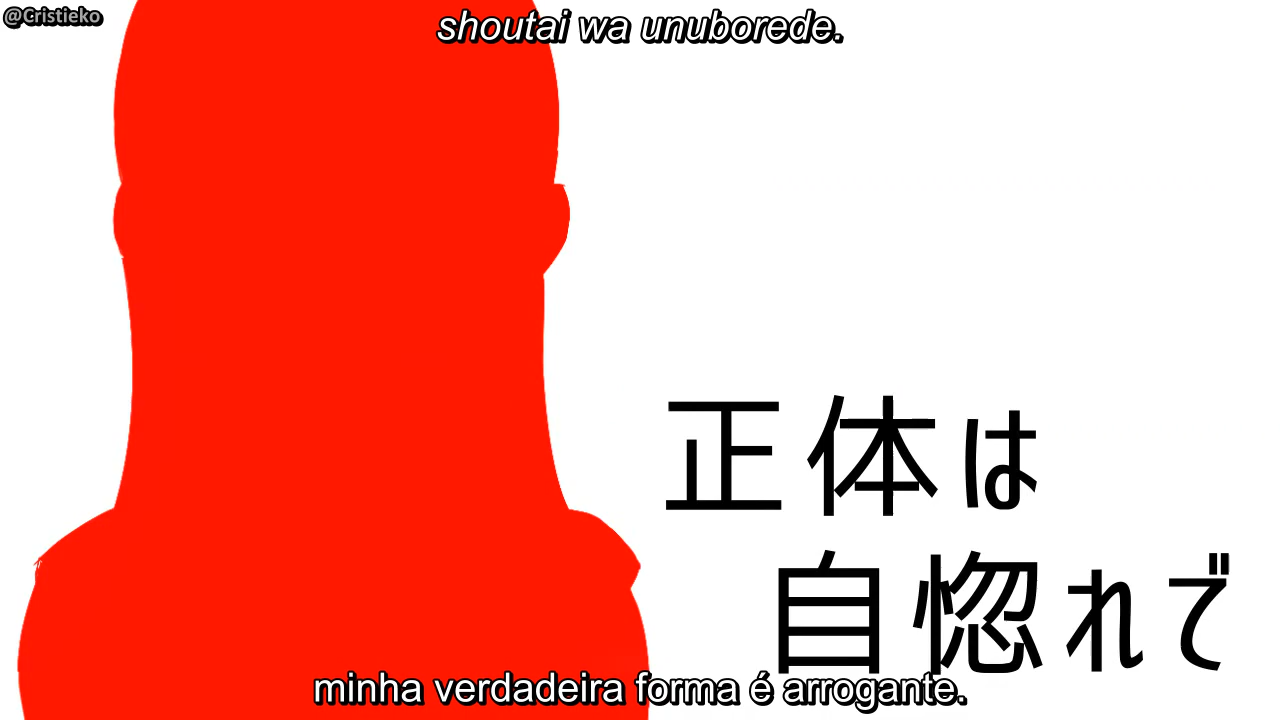 @Cristieko
shoutai wa unuborede.
正体は
自惚れで
minha verdadeira forma é arrogante.